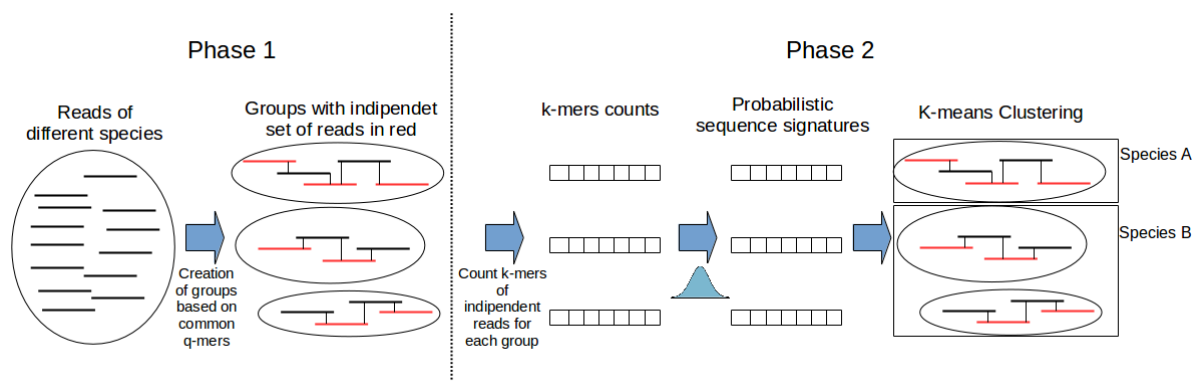 Phase 1
Phase 2
Reads of
different species
Groups with indipendet
set of reads in red
k-mers counts
Probabilistic
sequence signatures
K-means Clustering
Species A
Species B
Creation
of groups
based on
common
q-mers
Count k-mers
of
indipendent
reads for
each group